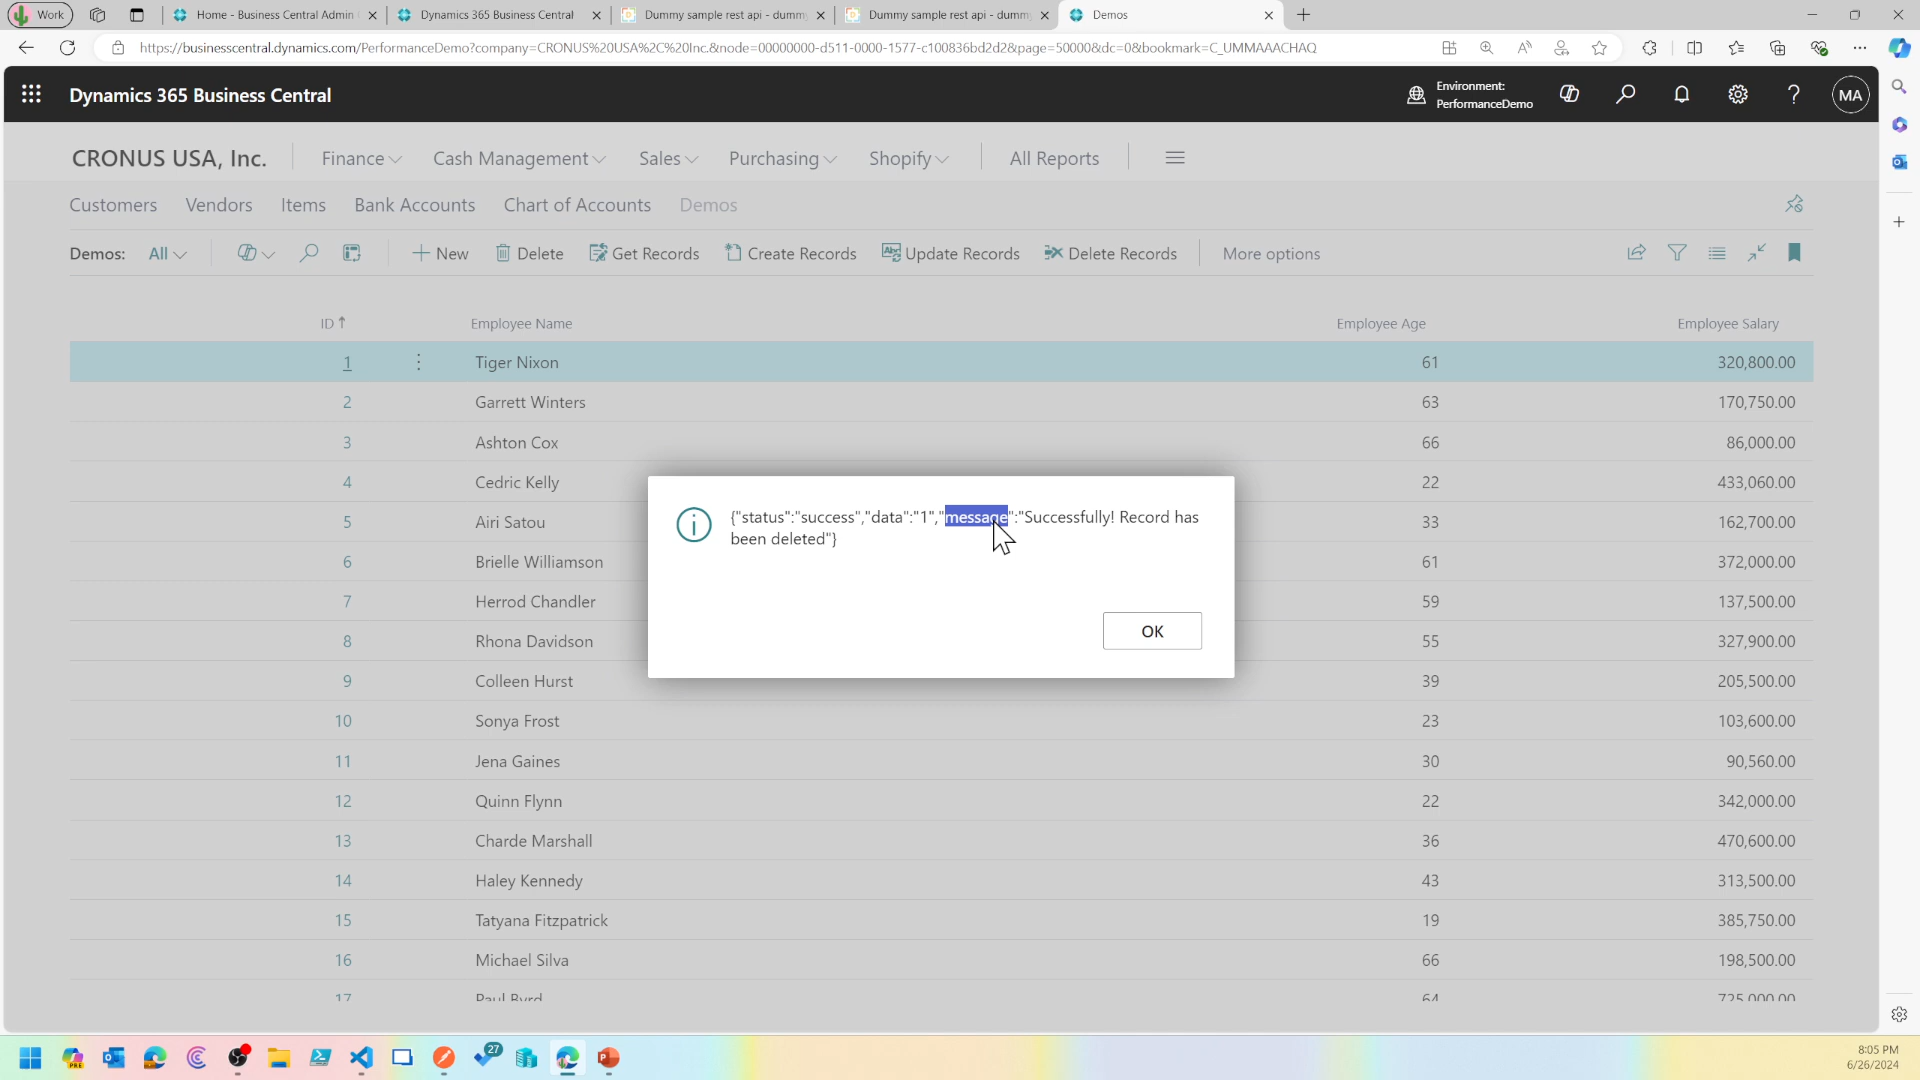 Work
Home - Business Central Admin
Dynamics 365 Business Central
Dummy sample rest api - dummy
Dummy sample rest api - dummy
Demos
https://businesscentral.dynamics.com/PerformanceDemo?company=CRONUS%20USA%2C%20Inc.&node=00000000-d511-0000-1577-c100836bd2d2&page=50000&dc=0&bookmark=C_UMMAAACHAQ
Dynamics 365 Business Central
Environment:
PerformanceDemo
MA
CRONUS USA, Inc.
Finance
Cash Management
Sales
Purchasing
Shopify
All Reports
Customers
Vendors
Items
Bank Accounts
Chart of Accounts
Demos
Demos:
All
New
Delete
Get Records
Create Records
Update Records
Delete Records
More options
ID Employee Name Employee Age Employee Salary
1 Tiger Nixon 61 320,800.00
2 Garrett Winters 63 170,750.00
3 Ashton Cox 66 86,000.00
4 Cedric Kelly 22 433,060.00
5 Airi Satou 33 162,700.00
6 Brielle Williamson 61 372,000.00
7 Herrod Chandler 59 137,500.00
8 Rhona Davidson 55 327,900.00
9 Colleen Hurst 39 205,500.00
10 Sonya Frost 23 103,600.00
11 Jena Gaines 30 90,560.00
12 Quinn Flynn 22 342,000.00
13 Charde Marshall 36 470,600.00
14 Haley Kennedy 43 313,500.00
15 Tatyana Fitzpatrick 19 385,750.00
16 Michael Silva 66 198,500.00
17 Paul Byrd 64 725,000.00
{"status":"success","data":"1","message":"Successfully! Record has
been deleted"}
OK
PRE
27
8:05 PM
6/26/2024